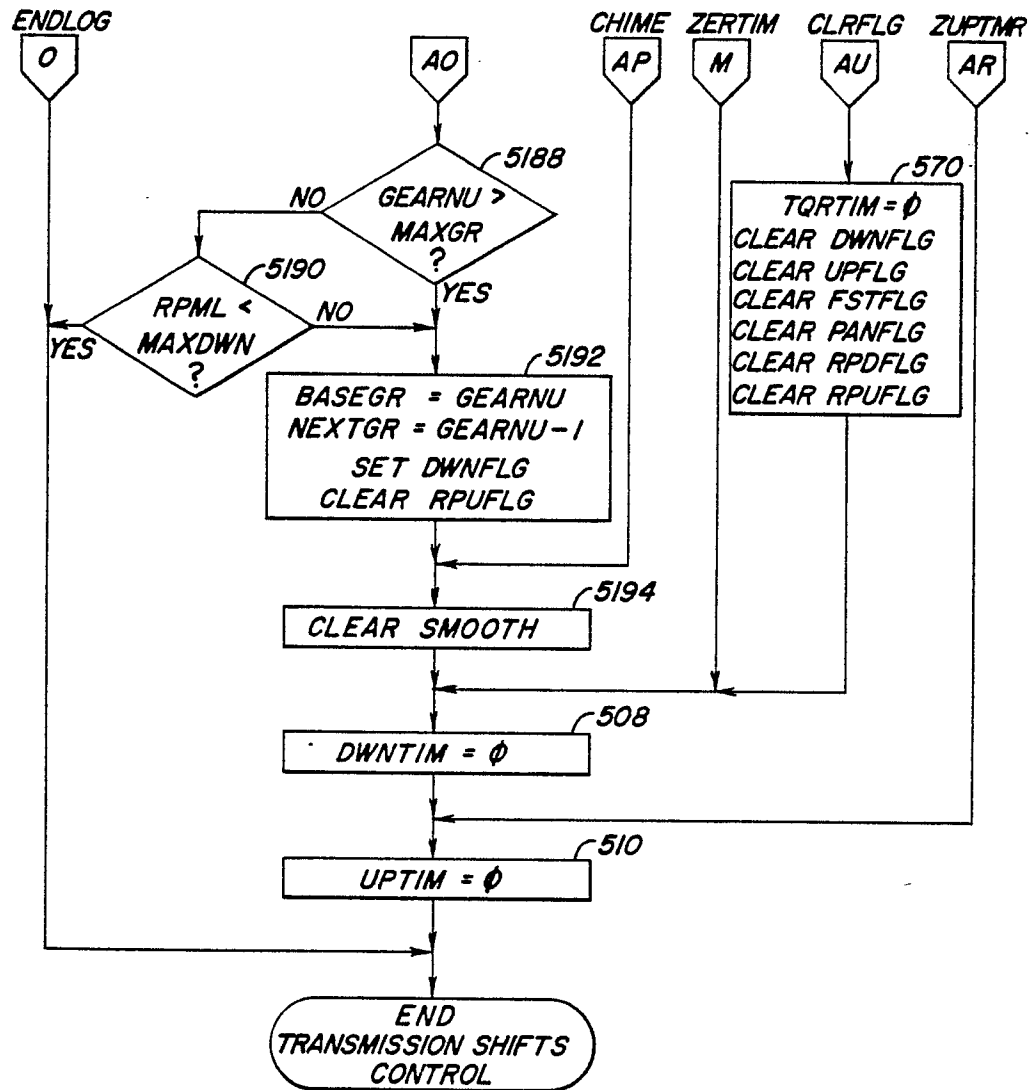 ENDLOG
O
AO
CHIME
AP
ZERTIM
M
CLRFLG
AU
ZUPTMR
AR
5188
GEARNU >
MAXGR
?
NO
YES
5190
RPML <
MAXDWN
?
YES
NO
570
TQRTIM = ϕ
CLEAR DWNFLG
CLEAR UPFLG
CLEAR FSTFLG
CLEAR PANFLG
CLEAR RPDFLG
CLEAR RPUFLG
5192
BASEGR = GEARNU
NEXTGR = GEARNU-1
SET DWNFLG
CLEAR RPUFLG
5194
CLEAR SMOOTH
508
DWNTIM = ϕ
510
UPTIM = ϕ
END
TRANSMISSION SHIFTS
CONTROL